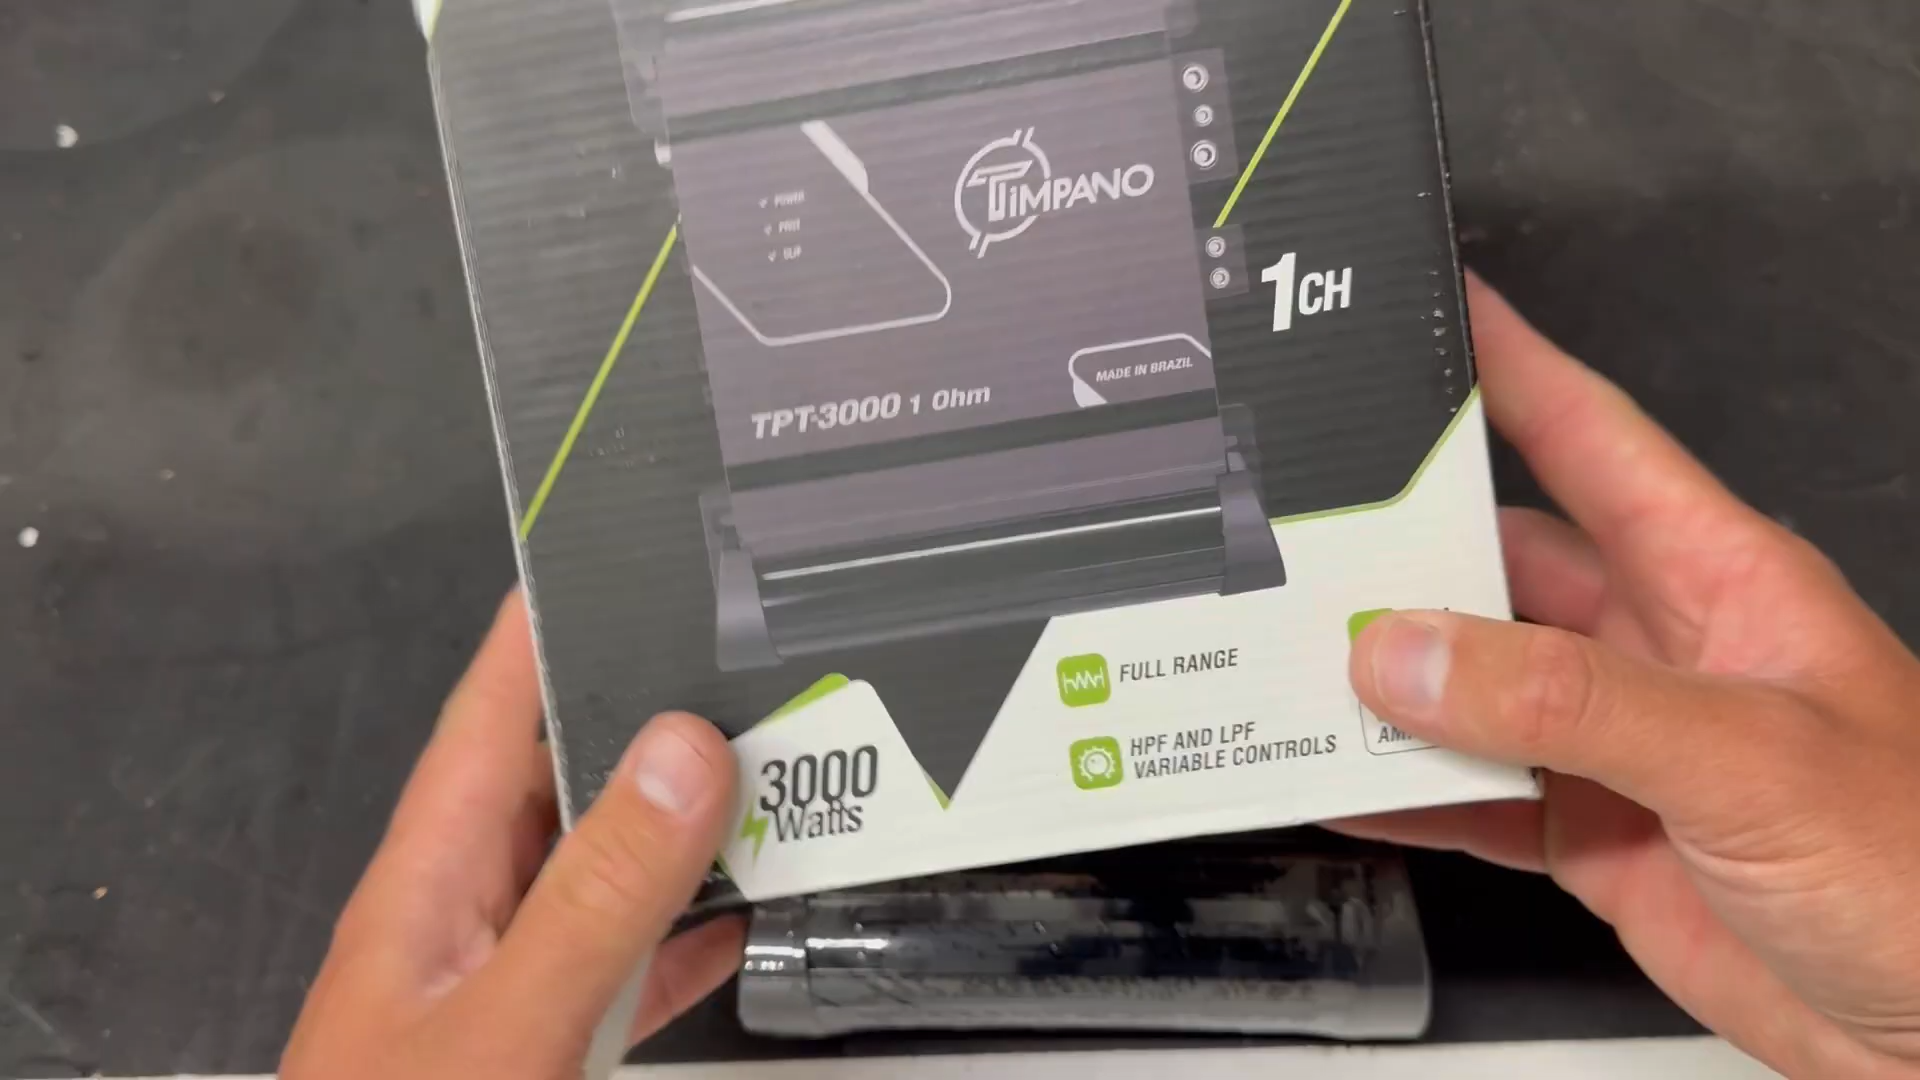 POWER
PROT
CLIP
TIMPANO
1CH
MADE IN BRAZIL
TPT-3000 1 Ohm
FULL RANGE
HPF AND LPF
VARIABLE CONTROLS
3000
Watts